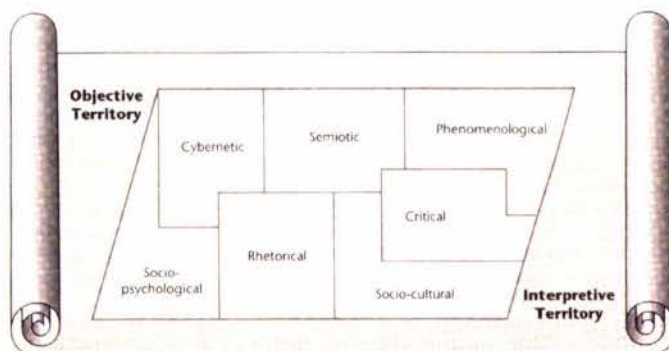 Objective
Territory
Cybernetic
Semiotic
Phenomenological
Critical
Rhetorical
Socio-
psychological
Socio-cultural
Interpretive
Territory